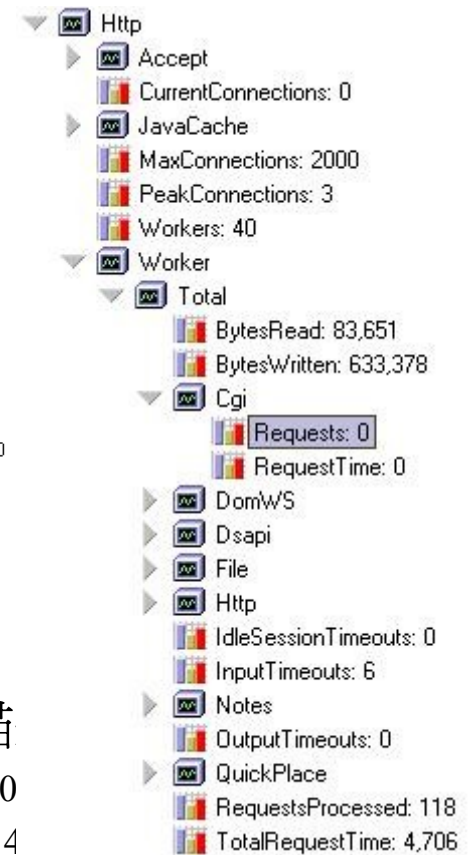 Http
Accept
CurrentConnections: 0
JavaCache
MaxConnections: 2000
PeakConnections: 3
Workers: 40
Worker
Total
BytesRead: 83,651
BytesWritten: 633,378
Cgi
Requests: 0
RequestTime: 0
DomWS
Dsapi
File
Http
IdleSessionTimeouts: 0
InputTimeouts: 6
Notes
OutputTimeouts: 0
QuickPlace
0
RequestsProcessed: 118
4
TotalRequestTime: 4,706